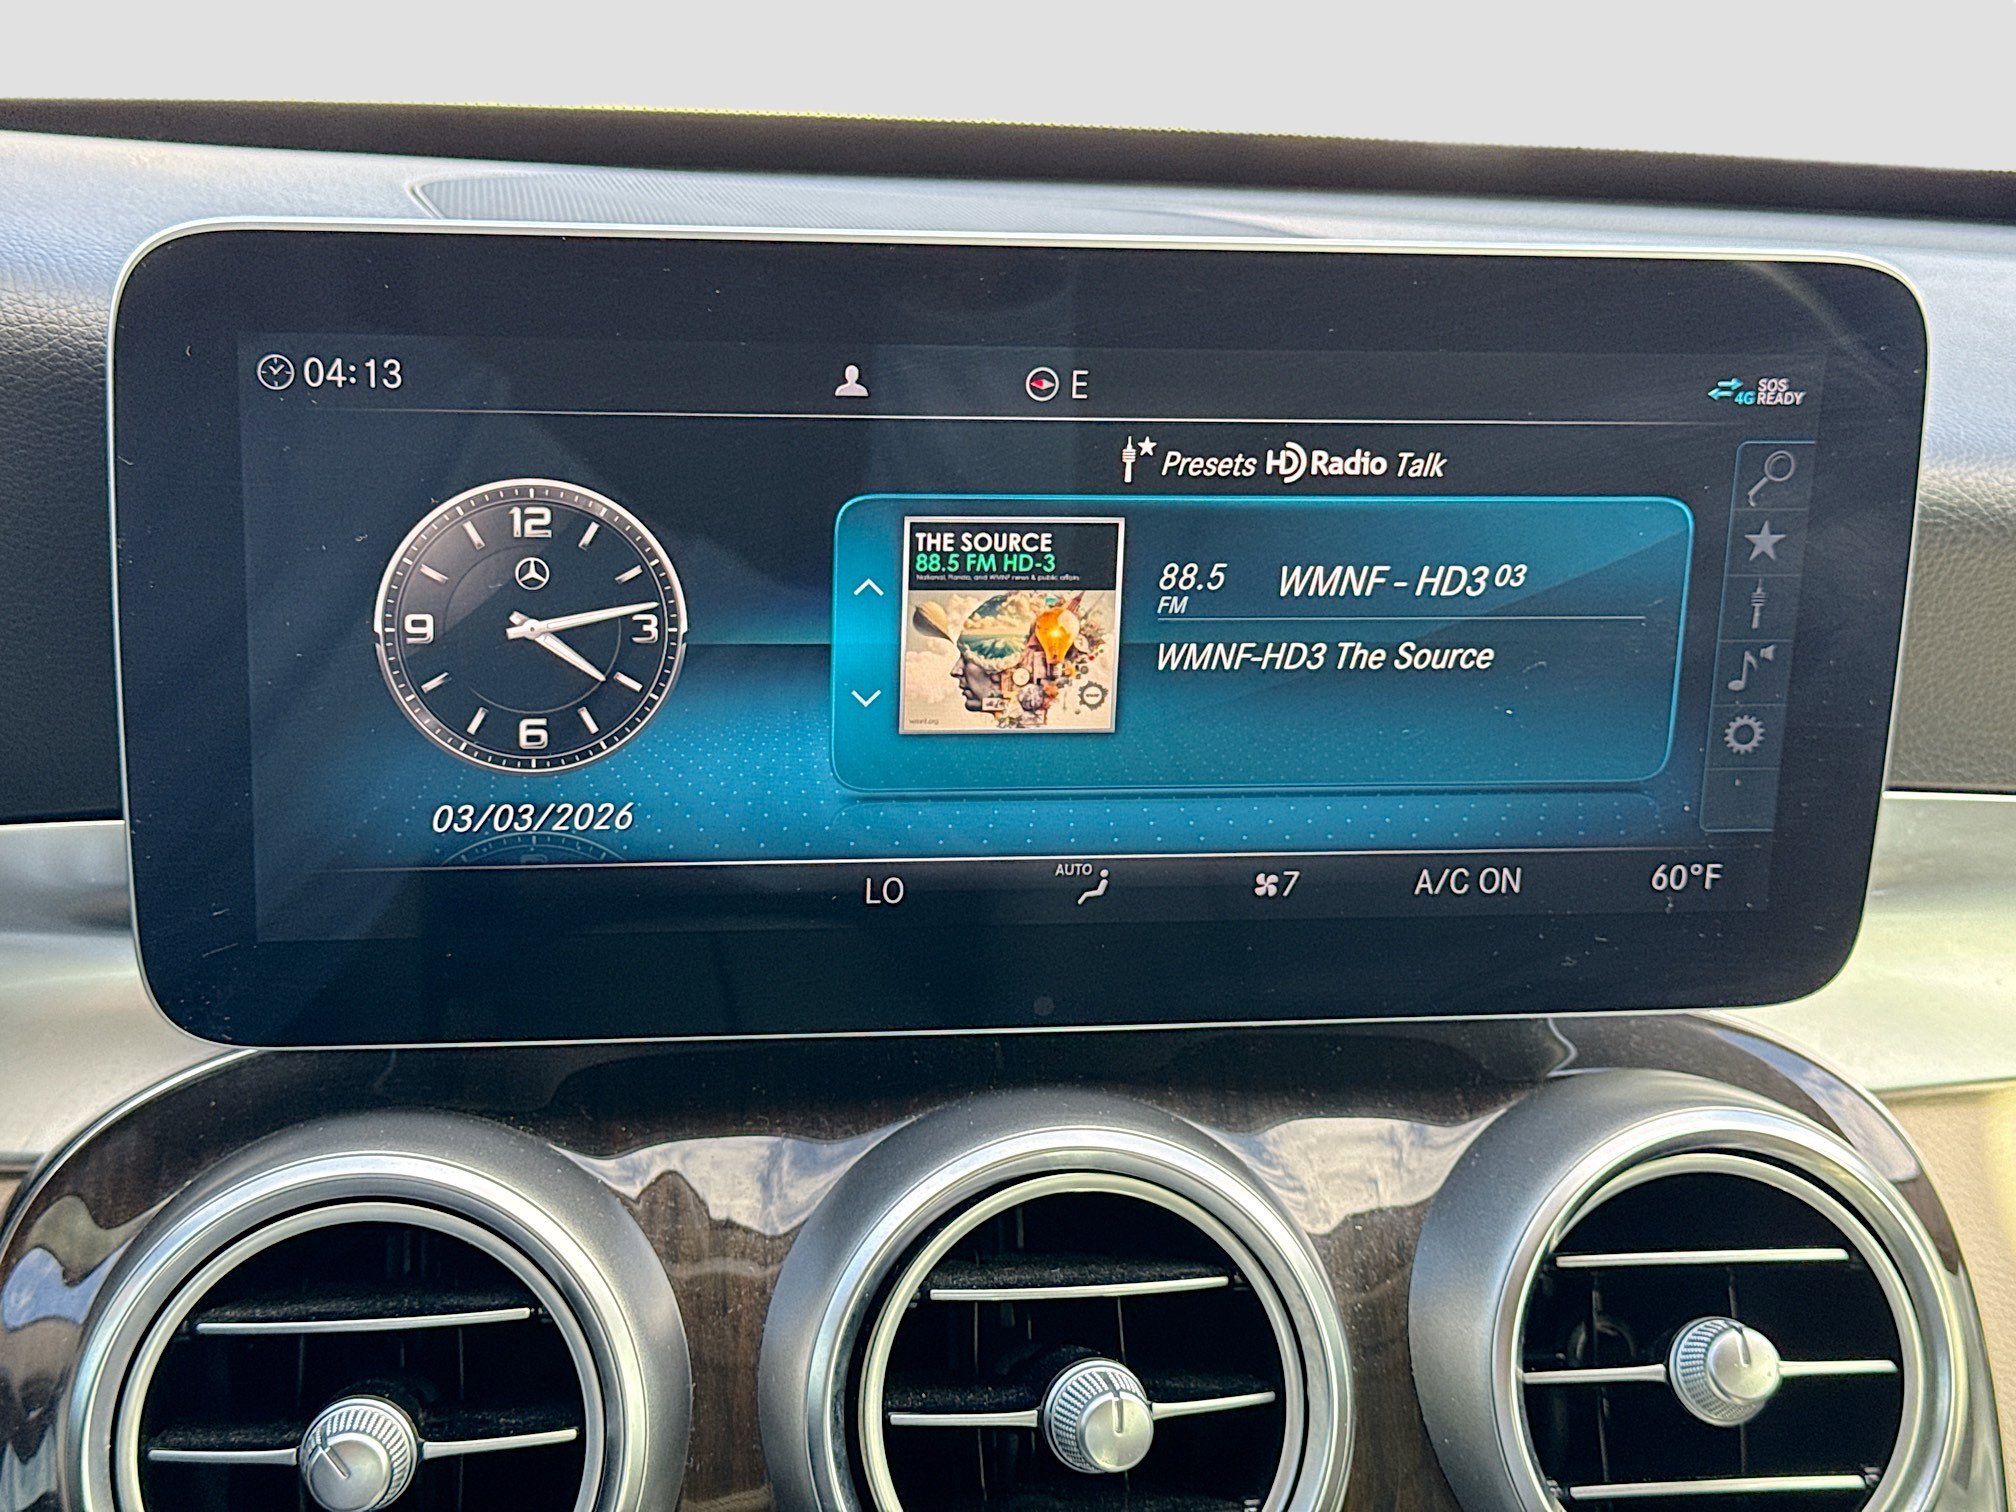 04:13
E
4G SOS READY
Presets HD Radio Talk
12
3
6
9
03/03/2026
THE SOURCE
88.5 FM HD-3
National, Florida, and WMNF news & public affairs
wmnf.org
88.5 FM
WMNF - HD3 03
WMNF-HD3 The Source
LO
AUTO
7
A/C ON
60°F